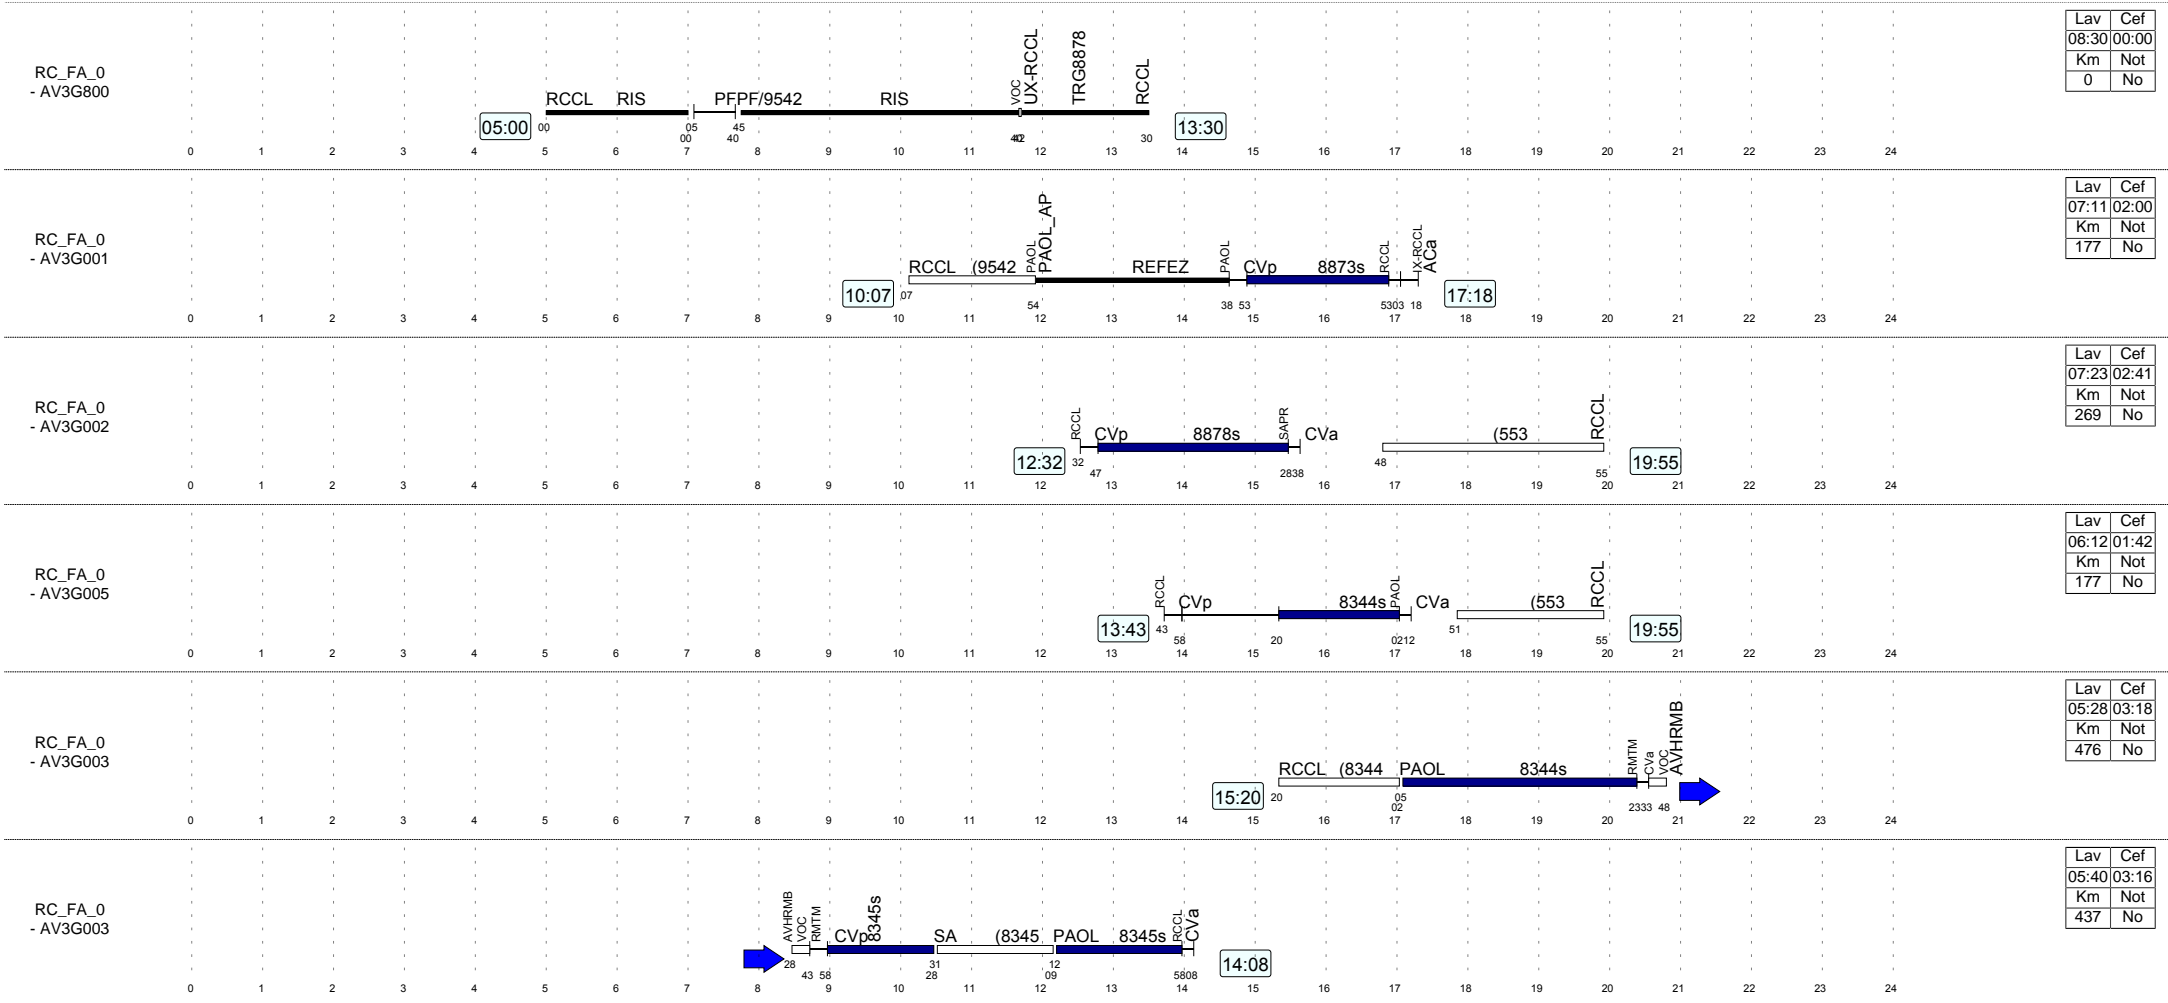 Lav Cef
08:30 00:00
Km Not
0 No
UX-RCCL
TRG8878
RCCL
VOC
RC_FA_0
- AV3G800
RCCL RIS PFPF/9542 RIS
05:00 00 05 45 30 13:30
00 40
0 1 2 3 4 5 6 7 8 9 10 11 12 13 14 15 16 17 18 19 20 21 22 23 24
Lav Cef
07:11 02:00
Km Not
177 No
PAOL_AP
RC_FA_0
- AV3G001
RCCL (9542 PAOL REFEZ PAOL CVp 8873s RCCL IX-RCCL ACa
10:07 07 54 38 53 53 03 18 17:18
0 1 2 3 4 5 6 7 8 9 10 11 12 13 14 15 16 17 18 19 20 21 22 23 24
Lav Cef
07:23 02:41
Km Not
269 No
RC_FA_0
- AV3G002
RCCL CVp 8878s SAPR CVa (553 RCCL
12:32 32 48 19:55
47 2838 55
0 1 2 3 4 5 6 7 8 9 10 11 12 13 14 15 16 17 18 19 20 21 22 23 24
Lav Cef
06:12 01:42
Km Not
177 No
RC_FA_0
- AV3G005
RCCL CVp 8344s PAOL CVa (553 RCCL
13:43 43 51 19:55
58 20 0212 55
0 1 2 3 4 5 6 7 8 9 10 11 12 13 14 15 16 17 18 19 20 21 22 23 24
Lav Cef
05:28 03:18
Km Not
476 No
RC_FA_0
- AV3G003
RCCL (8344 PAOL 8344s RMTM CVa VOC AVHRMB
15:20 20 05
02 2333 48
0 1 2 3 4 5 6 7 8 9 10 11 12 13 14 15 16 17 18 19 20 21 22 23 24
Lav Cef
05:40 03:16
Km Not
437 No
RC_FA_0
- AV3G003
AVHRMB VOC RMTM CVp 8345s SA (8345 PAOL 8345s RCCL CVa
28 31 12 14:08
43 58 28 09 5808
0 1 2 3 4 5 6 7 8 9 10 11 12 13 14 15 16 17 18 19 20 21 22 23 24